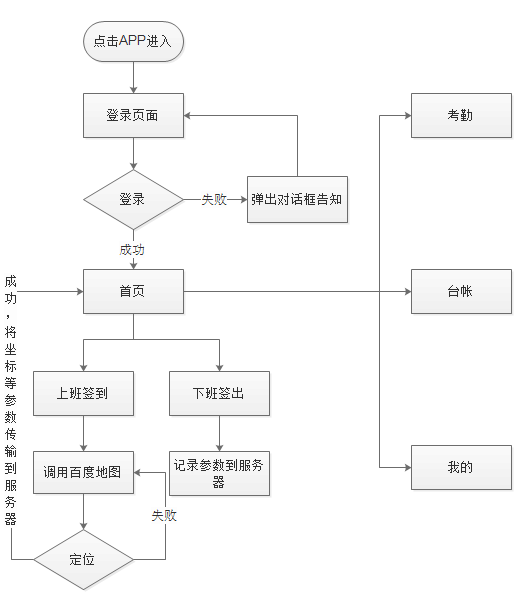 点击APP进入
登录页面
考勤
登录
失败
弹出对话框告知
成功
成功，将坐标等参数传输到服务器
首页
台帐
上班签到
下班签出
调用百度地图
记录参数到服务
器
我的
失败
定位